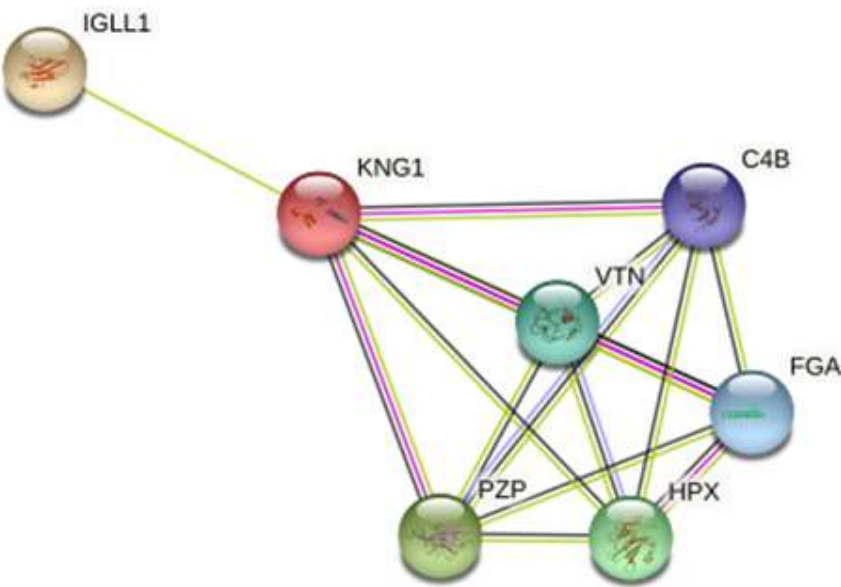 IGLL1
KNG1
C4B
VTN
FGA
PZP
HPX